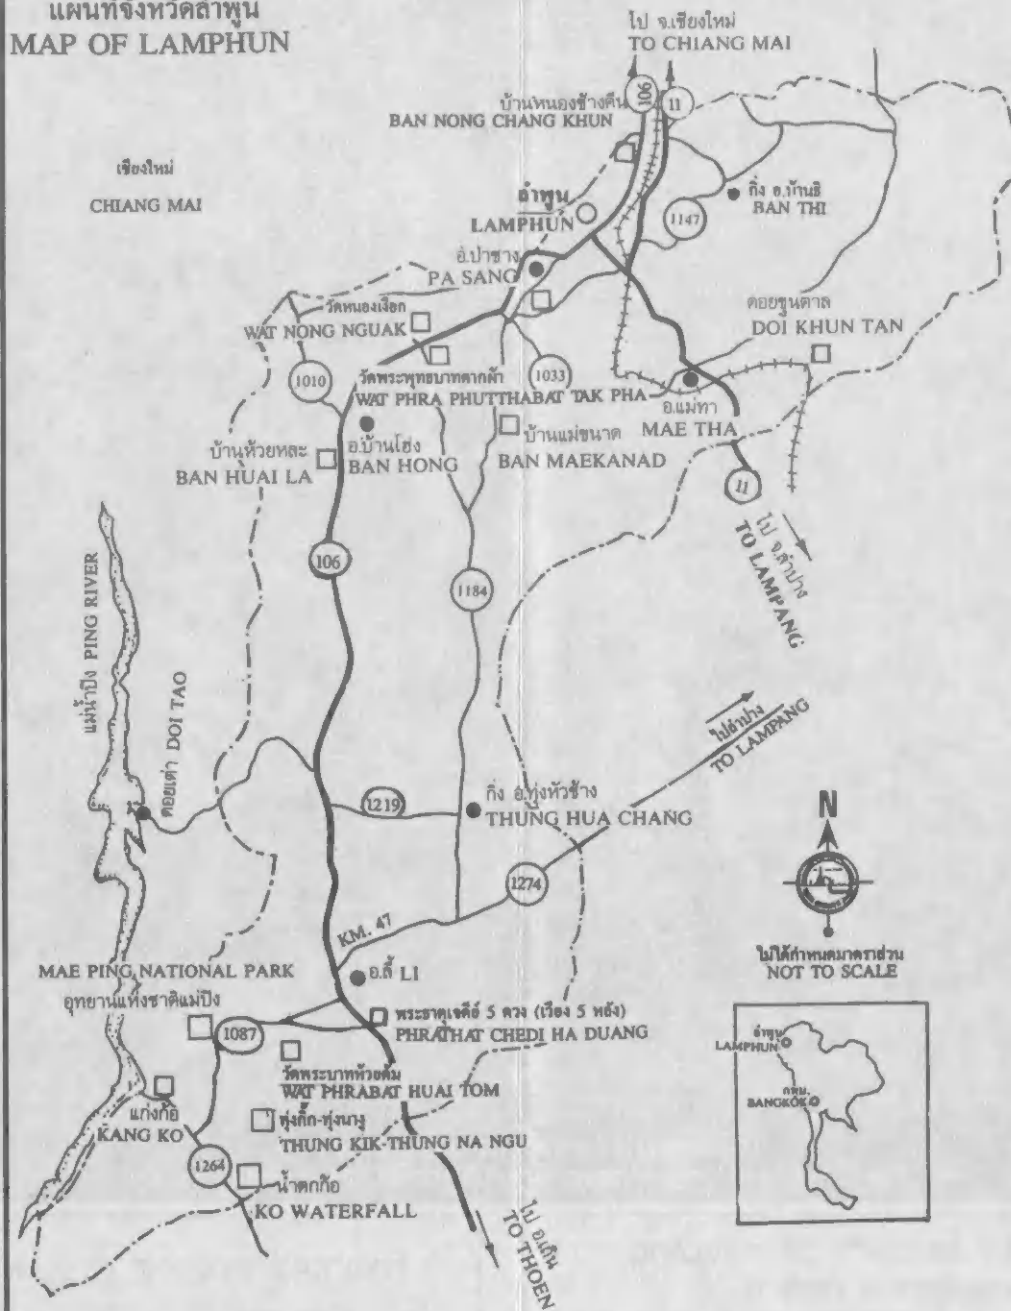 แผนที่จังหวัดลำพูน
MAP OF LAMPHUN
ไป จ.เชียงใหม่
TO CHIANG MAI
106
11
บ้านหนองช้างคืน
BAN NONG CHANG KHUN
เชียงใหม่
CHIANG MAI
ลำพูน
LAMPHUN
กิ่ง อ.บ้านธิ
BAN THI
1147
อ.ป่าซาง
PA SANG
วัดหนองเงือก
WAT NONG NGUAK
ดอยขุนตาล
DOI KHUN TAN
1010
วัดพระพุทธบาทตากผ้า
WAT PHRA PHUTTHABAT TAK PHA
1033
อ.แม่ทา
MAE THA
บ้านห้วยหละ
BAN HUAI LA
อ.บ้านโฮ่ง
BAN HONG
บ้านแม่ขนาด
BAN MAEKANAD
11
ไป จ.ลำปาง
TO LAMPANG
106
1184
แม่น้ำปิง PING RIVER
ดอยเต่า DOI TAO
ไปลำปาง
TO LAMPANG
1219
กิ่ง อ.ทุ่งหัวช้าง
THUNG HUA CHANG
N
1274
KM. 47
ไม่ได้กำหนดมาตราส่วน
NOT TO SCALE
อ.ลี้ LI
MAE PING NATIONAL PARK
อุทยานแห่งชาติแม่ปิง
1087
พระธาตุเจดีย์ 5 ดวง (เวียง 5 หลัง)
PHRATHAT CHEDI HA DUANG
วัดพระบาทห้วยต้ม
WAT PHRABAT HUAI TOM
แก่งก้อ
KANG KO
ทุ่งกิ๊ก-ทุ่งนางู
THUNG KIK-THUNG NA NGU
1264
น้ำตกก้อ
KO WATERFALL
ไป อ.เถิน
TO THOEN
ลำพูน
LAMPHUN
กทม.
BANGKOK